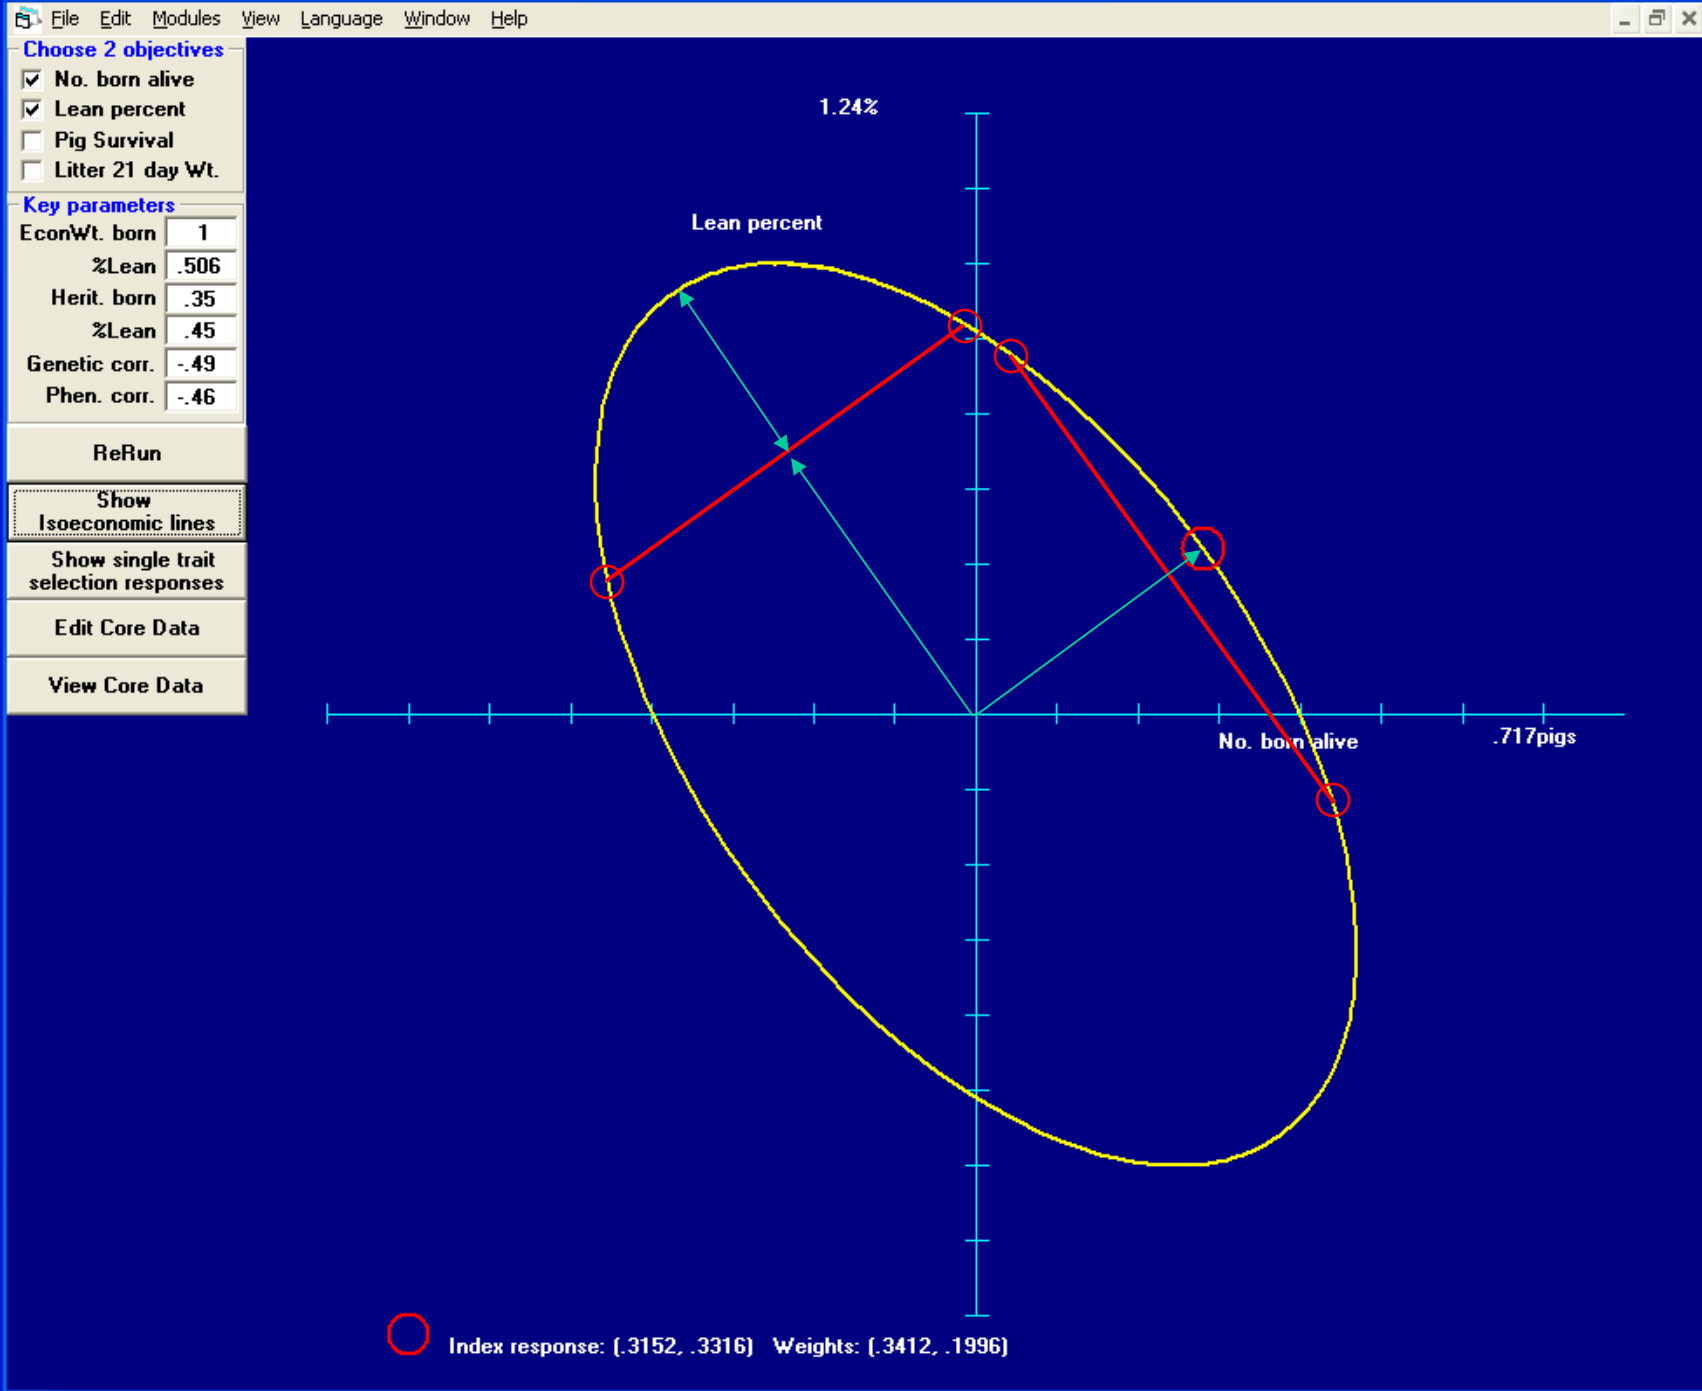 File Edit Modules View Language Window Help
Choose 2 objectives
No. born alive
Lean percent
Pig Survival
Litter 21 day Wt.
Key parameters
EconWt. born 1
%Lean .506
Herit. born .35
%Lean .45
Genetic corr. -.49
Phen. corr. -.46
ReRun
Show
Isoeconomic lines
Show single trait
selection responses
Edit Core Data
View Core Data
1.24%
Lean percent
No. born alive
.717pigs
Index response: (.3152, .3316) Weights: (.3412, .1996)